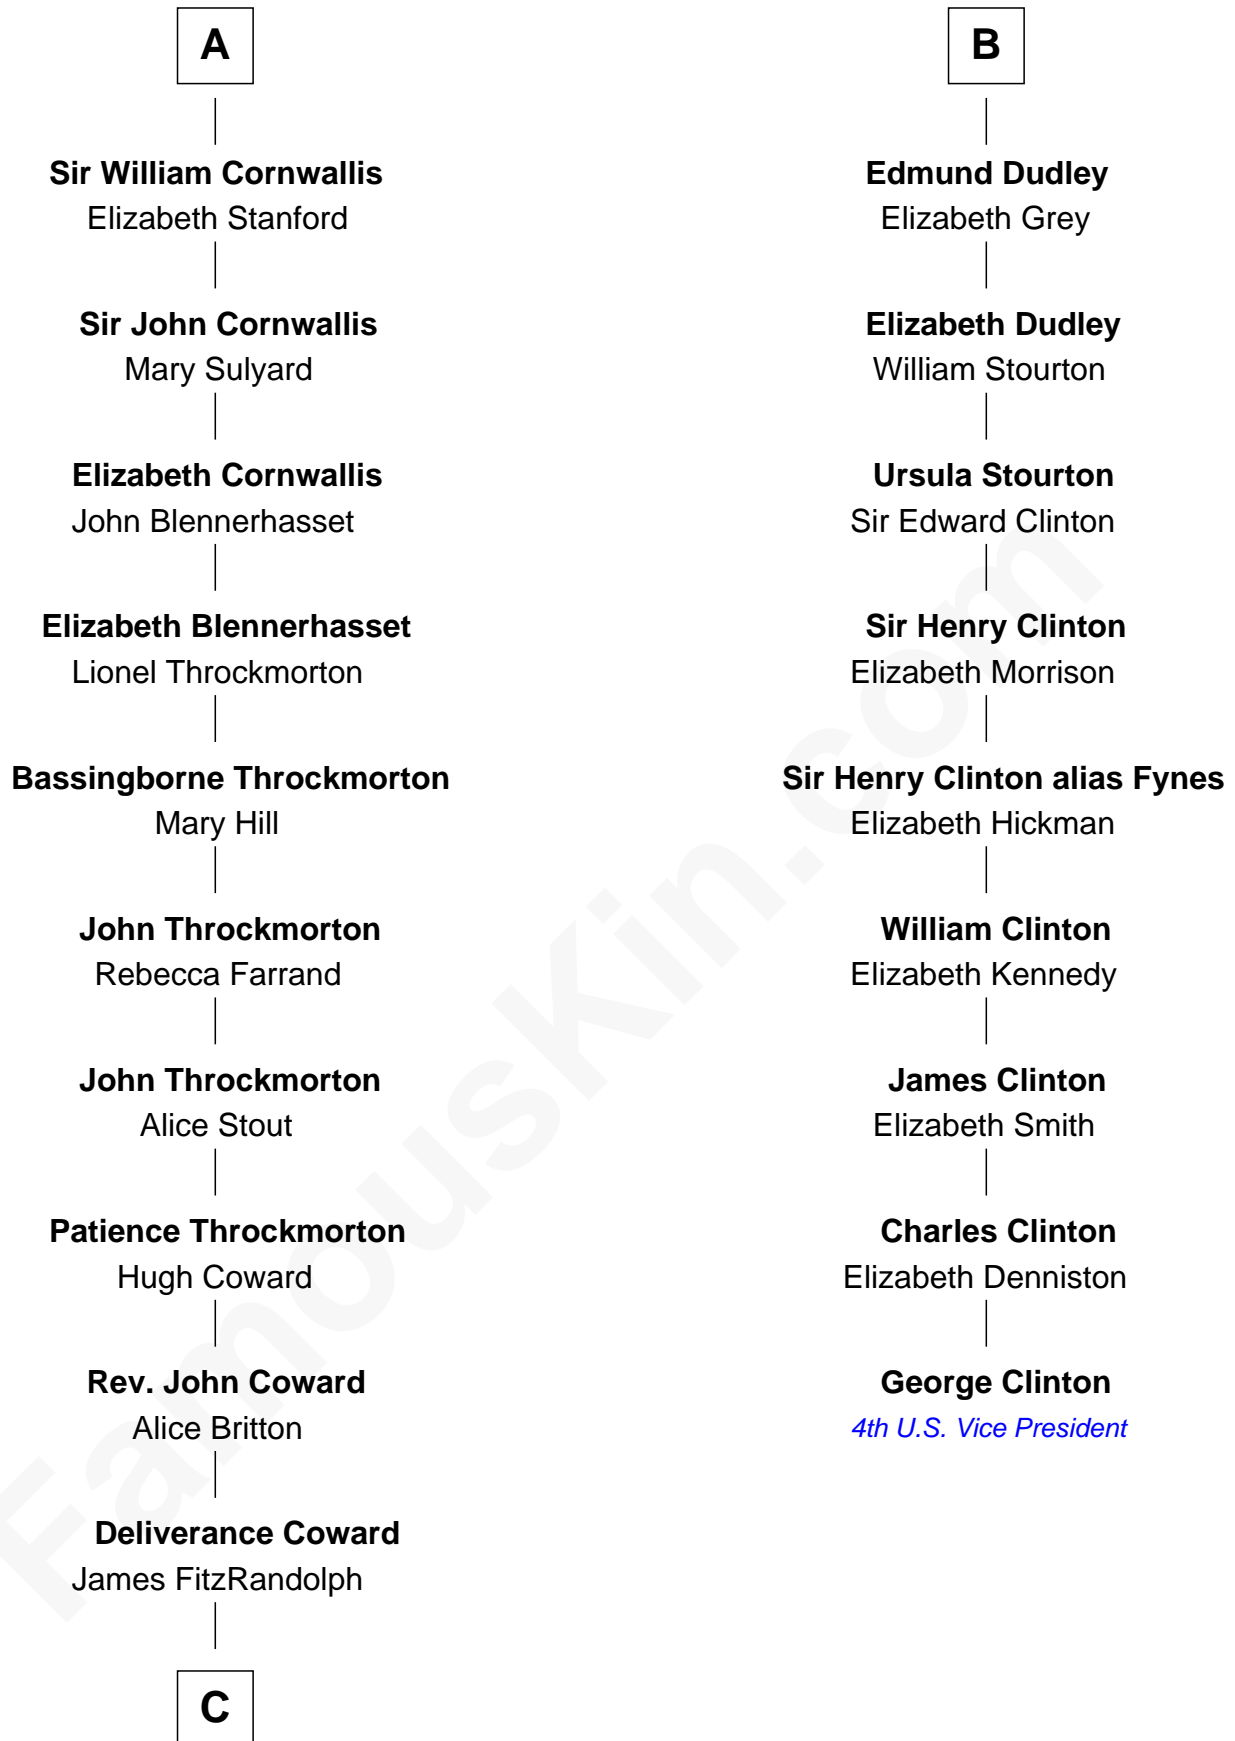 A
Sir William Cornwallis
Elizabeth Stanford
Sir John Cornwallis
Mary Sulyard
Elizabeth Cornwallis
John Blennerhasset
Elizabeth Blennerhasset
Lionel Throckmorton
Bassingborne Throckmorton
Mary Hill
John Throckmorton
Rebecca Farrand
John Throckmorton
Alice Stout
Patience Throckmorton
Hugh Coward
Rev. John Coward
Alice Britton
Deliverance Coward
James FitzRandolph
C
B
Edmund Dudley
Elizabeth Grey
Elizabeth Dudley
William Stourton
Ursula Stourton
Sir Edward Clinton
Sir Henry Clinton
Elizabeth Morrison
Sir Henry Clinton alias Fynes
Elizabeth Hickman
William Clinton
Elizabeth Kennedy
James Clinton
Elizabeth Smith
Charles Clinton
Elizabeth Denniston
George Clinton
4th U.S. Vice President
FamousKin.com